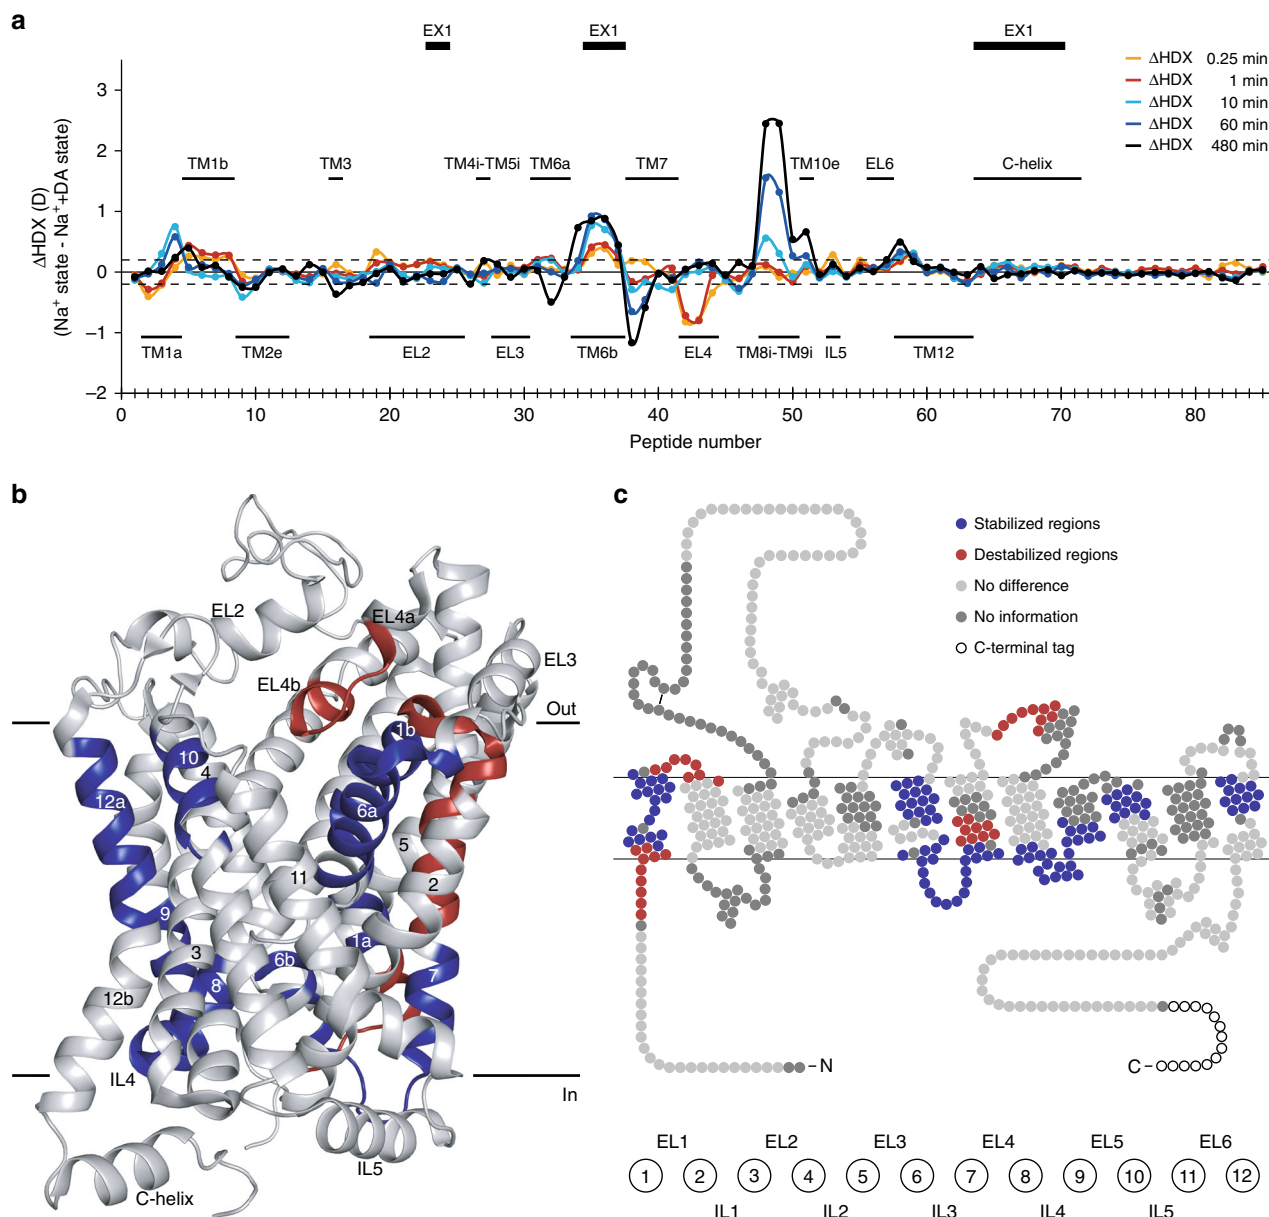 a
EX1 EX1 EX1
ΔHDX 0.25 min
ΔHDX 1 min
ΔHDX 10 min
ΔHDX 60 min
ΔHDX 480 min
ΔHDX (D)
(Na⁺ state - Na⁺+DA state)
3
2
1
0
–1
–2
TM1b TM3 TM4i-TM5i TM6a TM7 TM10e EL6 C-helix
TM1a TM2e EL2 EL3 TM6b EL4 TM8i-TM9i IL5 TM12
0 10 20 30 40 50 60 70 80
Peptide number
b
EL2
EL4a
EL3
EL4b
Out
1b
10
4
12a
6a
5
11
2
9
1a
3
6b
7
8
12b
IL4
In
IL5
C-helix
c
Stabilized regions
Destabilized regions
No difference
No information
C-terminal tag
N
C
EL1 EL2 EL3 EL4 EL5 EL6
1 2 3 4 5 6 7 8 9 10 11 12
IL1 IL2 IL3 IL4 IL5